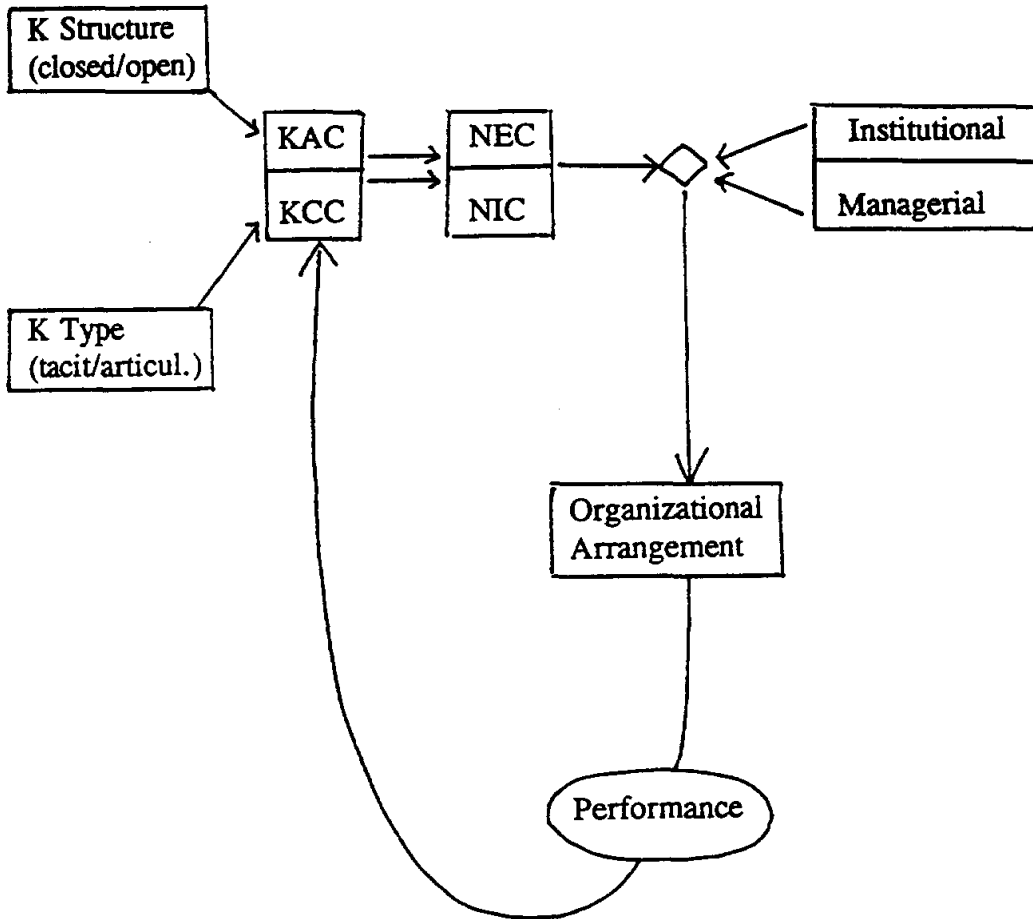 K Structure
(closed/open)
KAC
KCC
NEC
NIC
Institutional
Managerial
K Type
(tacit/articul.)
Organizational
Arrangement
Performance